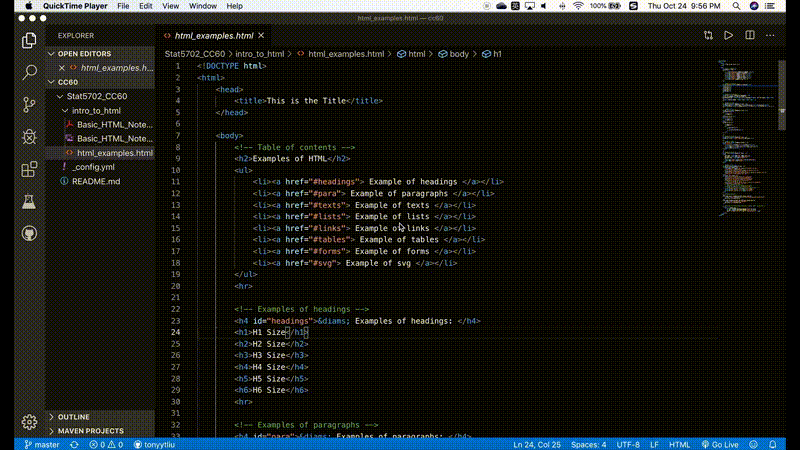 QuickTime Player File Edit View Window Help 100% Thu Oct 24 9:56 PM
html_examples.html — cc60
EXPLORER
html_examples.html
OPEN EDITORS
html_examples.h...
CC60
Stat5702_CC60
intro_to_html
Basic_HTML_Note...
Basic_HTML_Note...
html_examples.html
_config.yml
README.md
OUTLINE
MAVEN PROJECTS
Stat5702_CC60 > intro_to_html > html_examples.html > html > body > h1
1 <!DOCTYPE html>
2 <html>
3 <head>
4 <title>This is the Title</title>
5 </head>
6
7 <body>
8 <!-- Table of contents -->
9 <h2>Examples of HTML</h2>
10 <ul>
11 <li><a href="#headings"> Example of headings </a></li>
12 <li><a href="#para"> Example of paragraphs </a></li>
13 <li><a href="#texts"> Example of texts </a></li>
14 <li><a href="#lists"> Example of lists </a></li>
15 <li><a href="#links"> Example of links </a></li>
16 <li><a href="#tables"> Example of tables </a></li>
17 <li><a href="#forms"> Example of forms </a></li>
18 <li><a href="#svg"> Example of svg </a></li>
19 </ul>
20 <hr>
21
22 <!-- Examples of headings -->
23 <h4 id="headings">&diams; Examples of headings: </h4>
24 <h1>H1 Size</h1>
25 <h2>H2 Size</h2>
26 <h3>H3 Size</h3>
27 <h4>H4 Size</h4>
28 <h5>H5 Size</h5>
29 <h6>H6 Size</h6>
30 <hr>
31
32 <!-- Examples of paragraphs -->
33 <h4 id="para">&diams; Examples of paragraphs: </h4>
master 0 0 tonyytliu Ln 24, Col 25 Spaces: 4 UTF-8 LF HTML Go Live